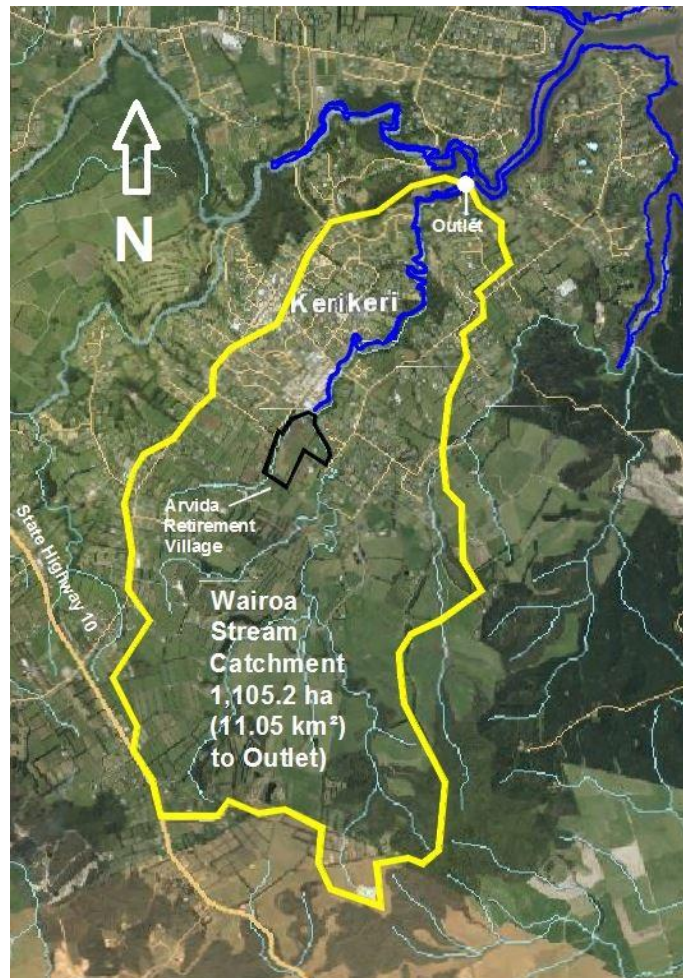 N
Outlet
Kerikeri
Arvida
Retirement
Village
State Highway 10
Wairoa
Stream
Catchment
1,105.2 ha
(11.05 km²)
to Outlet)